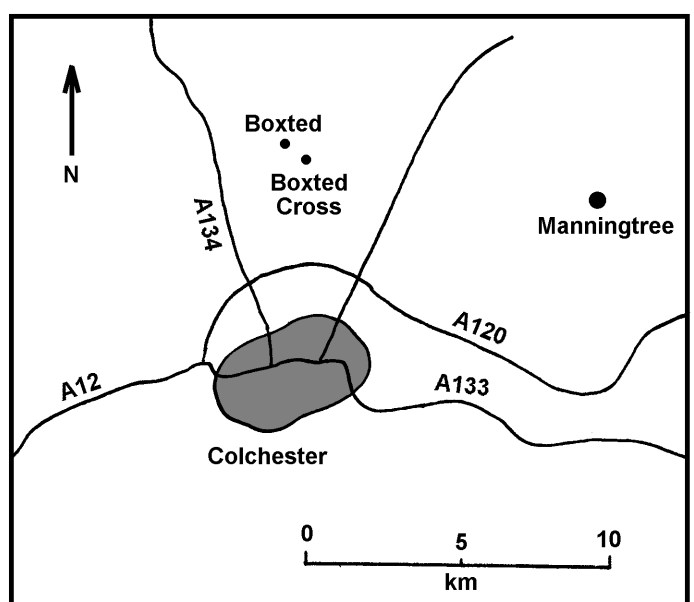 Boxted
N
Boxted
Cross
A134
Manningtree
A120
A12
A133
Colchester
0
5
10
km